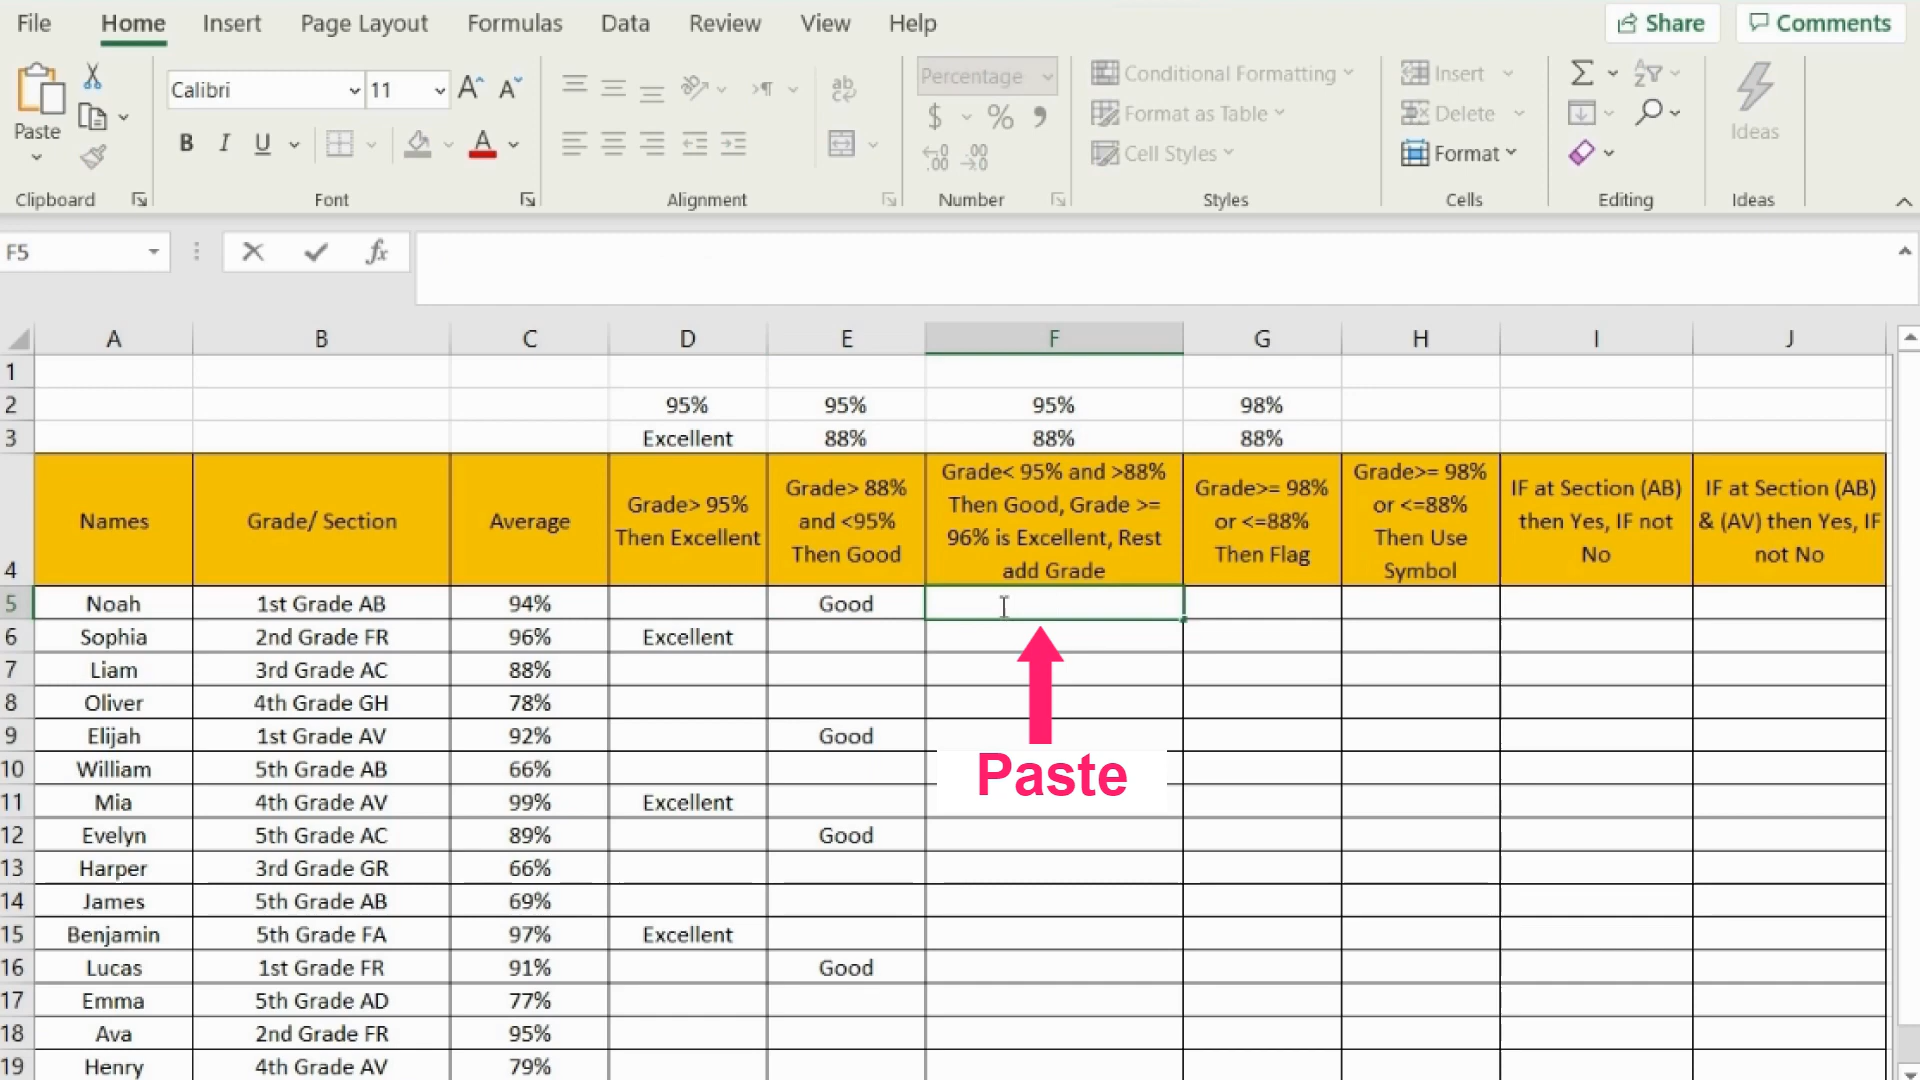 File Home Insert Page Layout Formulas Data Review View Help Share Comments
Paste Calibri 11 A A Percentage Conditional Formatting Insert
B I U A $ % Format as Table Delete Ideas
Cell Styles Format
Clipboard Font Alignment Number Styles Cells Editing Ideas
F5 fx
A B C D E F G H I J
1
2 95% 95% 95% 98%
3 Excellent 88% 88% 88%
4 Names Grade/ Section Average
Grade> 95%
Then Excellent
Grade> 88%
and <95%
Then Good
Grade< 95% and >88%
Then Good, Grade >=
96% is Excellent, Rest
add Grade
Grade>= 98%
or <=88%
Then Flag
Grade>= 98%
or <=88%
Then Use
Symbol
IF at Section (AB)
then Yes, IF not
No
IF at Section (AB)
& (AV) then Yes, IF
not No
5 Noah 1st Grade AB 94% Good
6 Sophia 2nd Grade FR 96% Excellent
7 Liam 3rd Grade AC 88%
8 Oliver 4th Grade GH 78%
9 Elijah 1st Grade AV 92% Good
10 William 5th Grade AB 66%
Paste
11 Mia 4th Grade AV 99% Excellent
12 Evelyn 5th Grade AC 89% Good
13 Harper 3rd Grade GR 66%
14 James 5th Grade AB 69%
15 Benjamin 5th Grade FA 97% Excellent
16 Lucas 1st Grade FR 91% Good
17 Emma 5th Grade AD 77%
18 Ava 2nd Grade FR 95%
19 Henry 4th Grade AV 79%